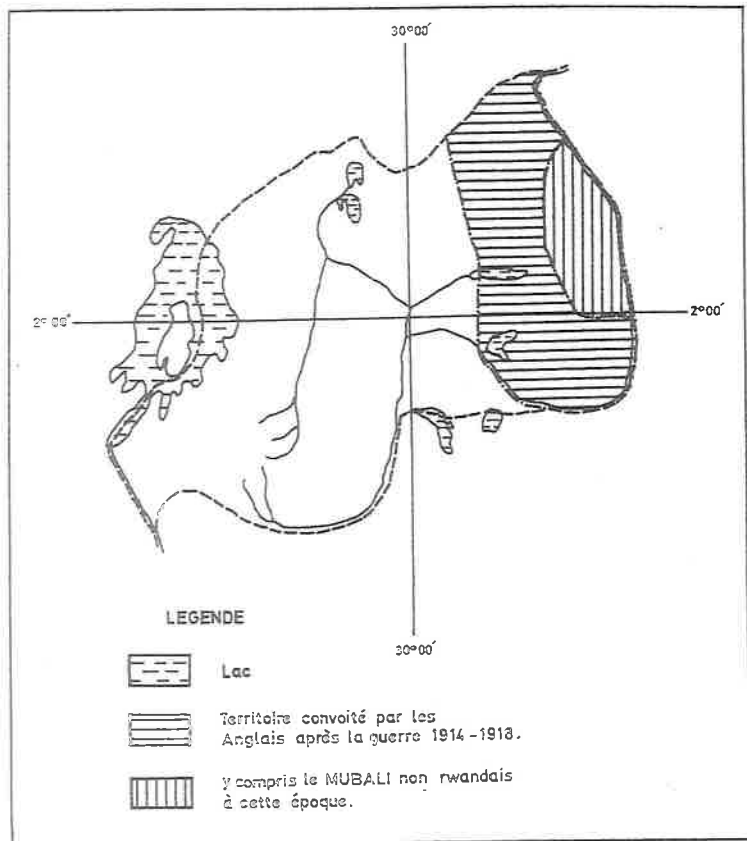 30°00′
2°00′
2°00′
30°00′
LEGENDE
Lac
Territoire convoité par les
Anglais après la guerre 1914-1918.
y compris le MUBALI non rwandais
à cette époque.